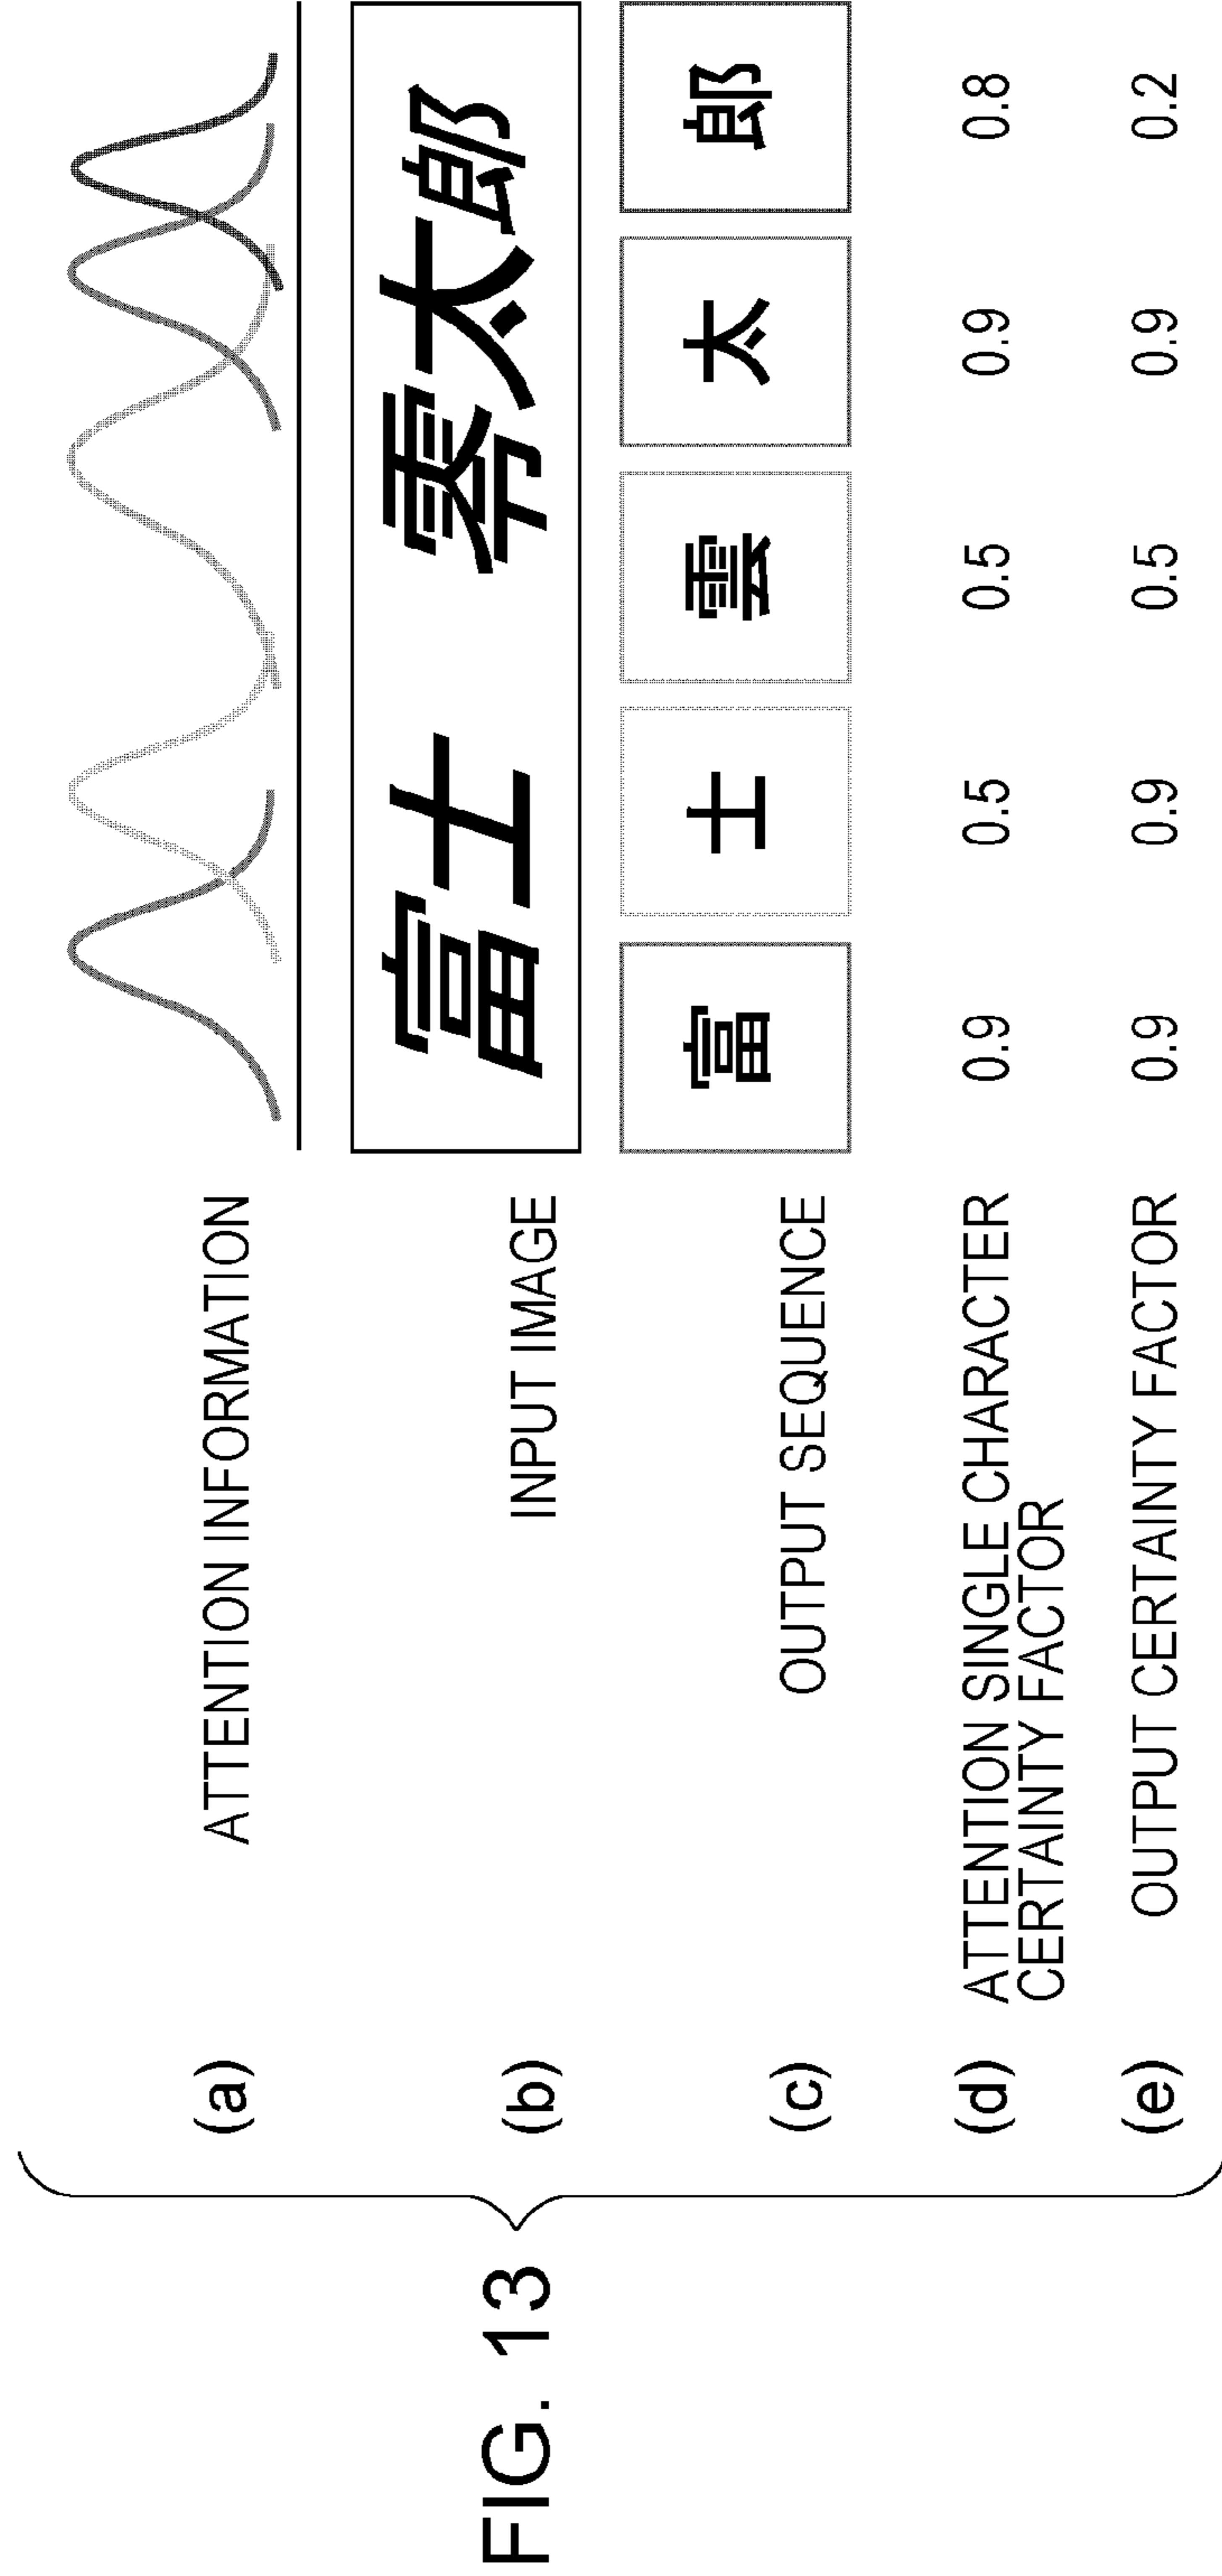 FIG. 13
(a) ATTENTION INFORMATION
(b) INPUT IMAGE 富士 零太郎
(c) OUTPUT SEQUENCE 富 士 雲 太 郎
(d) ATTENTION SINGLE CHARACTER 0.9 0.5 0.5 0.9 0.8
CERTAINTY FACTOR
(e) OUTPUT CERTAINTY FACTOR 0.9 0.9 0.5 0.9 0.2